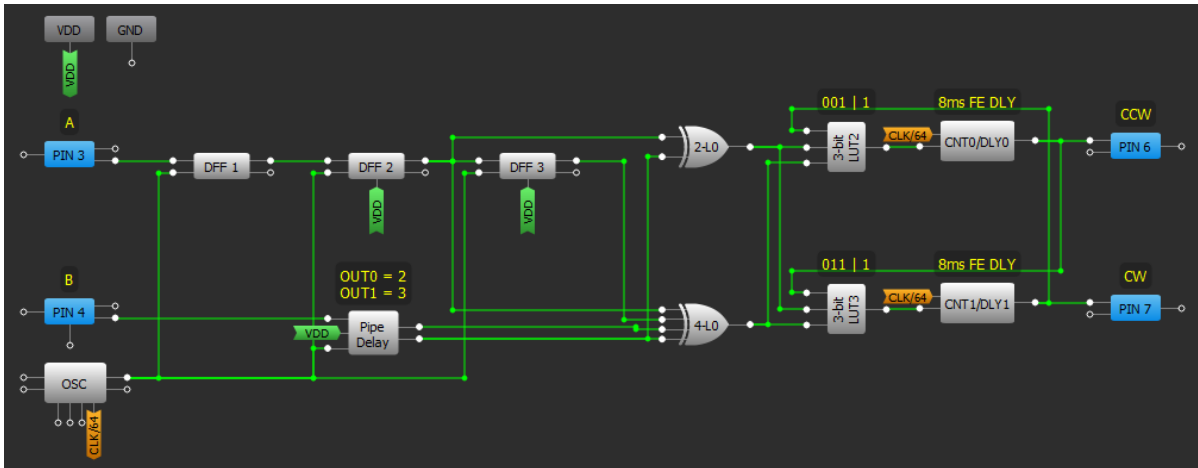 VDD
GND
VDD
A
PIN 3
DFF 1
DFF 2
DFF 3
VDD
VDD
2-L0
001 | 1
3-bit
LUT2
CLK/64
8ms FE DLY
CNT0/DLY0
CCW
PIN 6
B
PIN 4
OUT0 = 2
OUT1 = 3
VDD
Pipe
Delay
4-L0
011 | 1
3-bit
LUT3
CLK/64
8ms FE DLY
CNT1/DLY1
CW
PIN 7
OSC
CLK/64